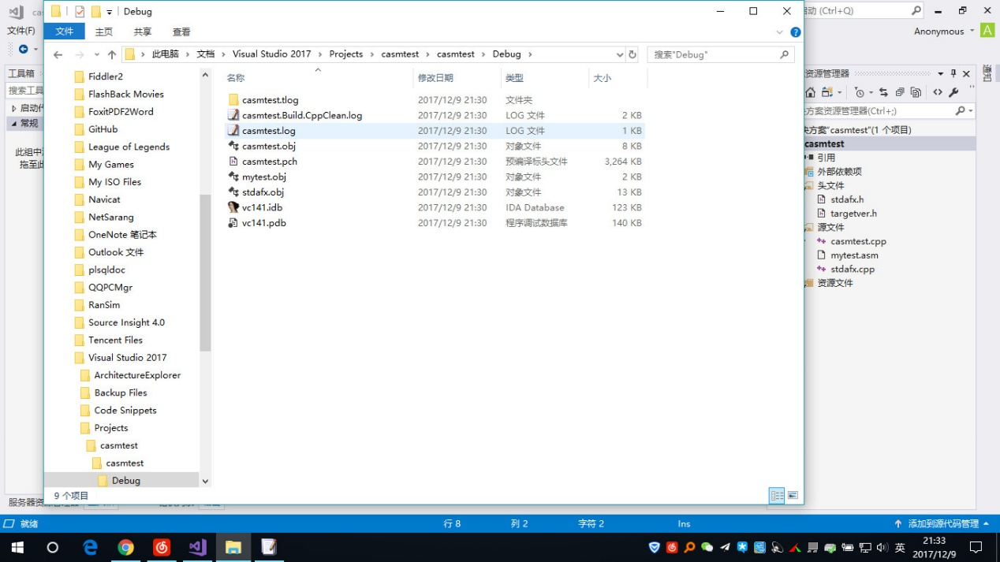 Debug
动 (Ctrl+Q)
文件(F)
文件
主页
共享
查看
Anonymous
A
此电脑 > 文档 > Visual Studio 2017 > Projects > casmtest > casmtest > Debug >
搜索"Debug"
工具箱
搜索工具
启动
常规
此组中
拖至此
Fiddler2
FlashBack Movies
FoxitPDF2Word
GitHub
League of Legends
My Games
My ISO Files
Navicat
NetSarang
OneNote 笔记本
Outlook 文件
plsqldoc
QQPCMgr
RanSim
Source Insight 4.0
Tencent Files
Visual Studio 2017
ArchitectureExplorer
Backup Files
Code Snippets
Projects
casmtest
casmtest
Debug
名称 修改日期 类型 大小
casmtest.tlog 2017/12/9 21:30 文件夹
casmtest.Build.CppClean.log 2017/12/9 21:30 LOG 文件 2 KB
casmtest.log 2017/12/9 21:30 LOG 文件 1 KB
casmtest.obj 2017/12/9 21:30 对象文件 8 KB
casmtest.pch 2017/12/9 21:30 预编译标头文件 3,264 KB
mytest.obj 2017/12/9 21:30 对象文件 2 KB
stdafx.obj 2017/12/9 21:30 对象文件 13 KB
vc141.idb 2017/12/9 21:30 IDA Database 123 KB
vc141.pdb 2017/12/9 21:30 程序调试数据库 140 KB
9 个项目
资源管理器
方案资源管理器(Ctrl+;)
决方案"casmtest"(1 个项目)
casmtest
引用
外部依赖项
头文件
stdafx.h
targetver.h
源文件
casmtest.cpp
mytest.asm
stdafx.cpp
资源文件
服务器资
就绪
行 8
列 2
字符 2
Ins
添加到源代码管理
英
21:33
2017/12/9